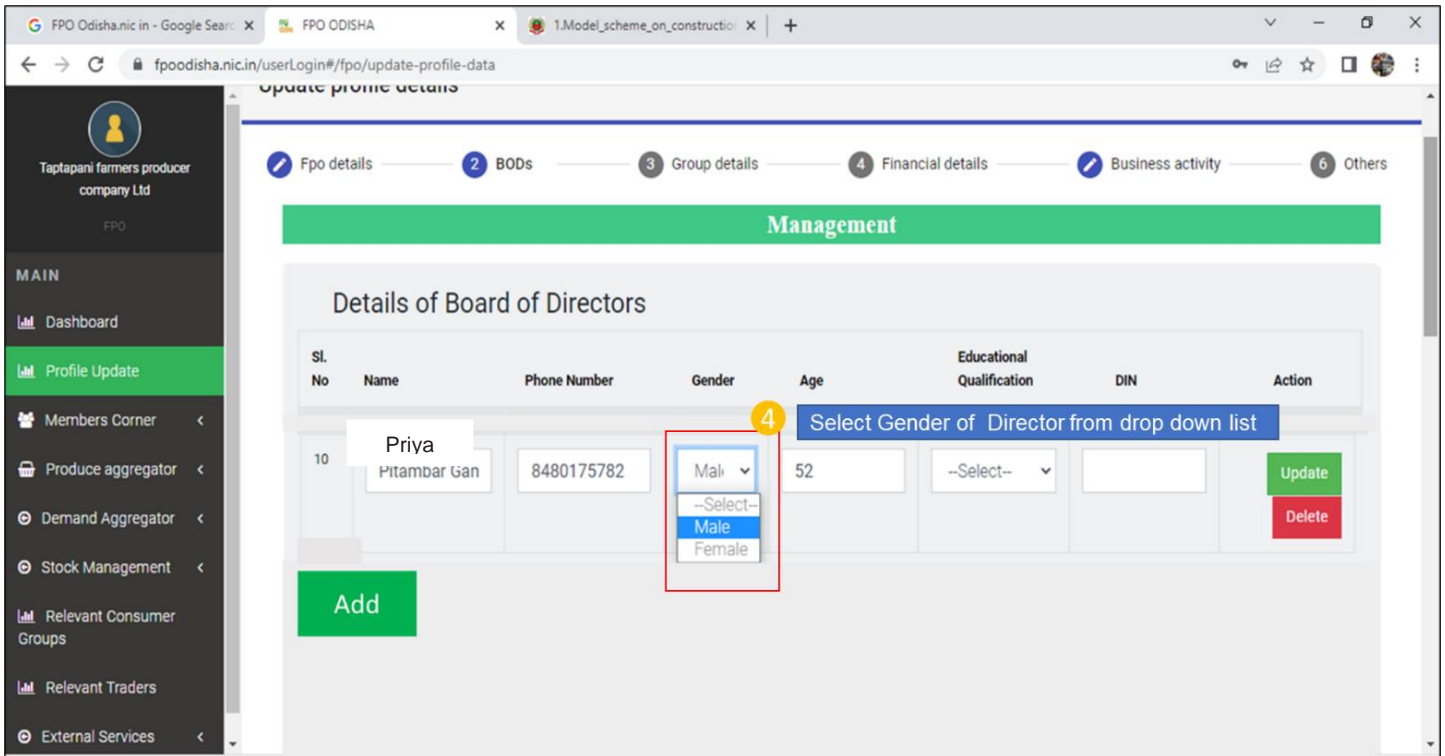 FPO Odisha.nic in - Google Searc
FPO ODISHA
1.Model_scheme_on_constructio
fpoodisha.nic.in/userLogin#/fpo/update-profile-data
Update profile details
Taptapani farmers producer
company Ltd
FPO
Fpo details
2 BODs
3 Group details
4 Financial details
Business activity
6 Others
Management
MAIN
Dashboard
Profile Update
Members Corner
Produce aggregator
Demand Aggregator
Stock Management
Relevant Consumer
Groups
Relevant Traders
External Services
Details of Board of Directors
Sl.
No Name Phone Number Gender Age Educational
Qualification DIN Action
4 Select Gender of Director from drop down list
Priya
10 Pitambar Gan 8480175782 Mal 52 --Select-- Update
--Select-- Delete
Male
Female
Add